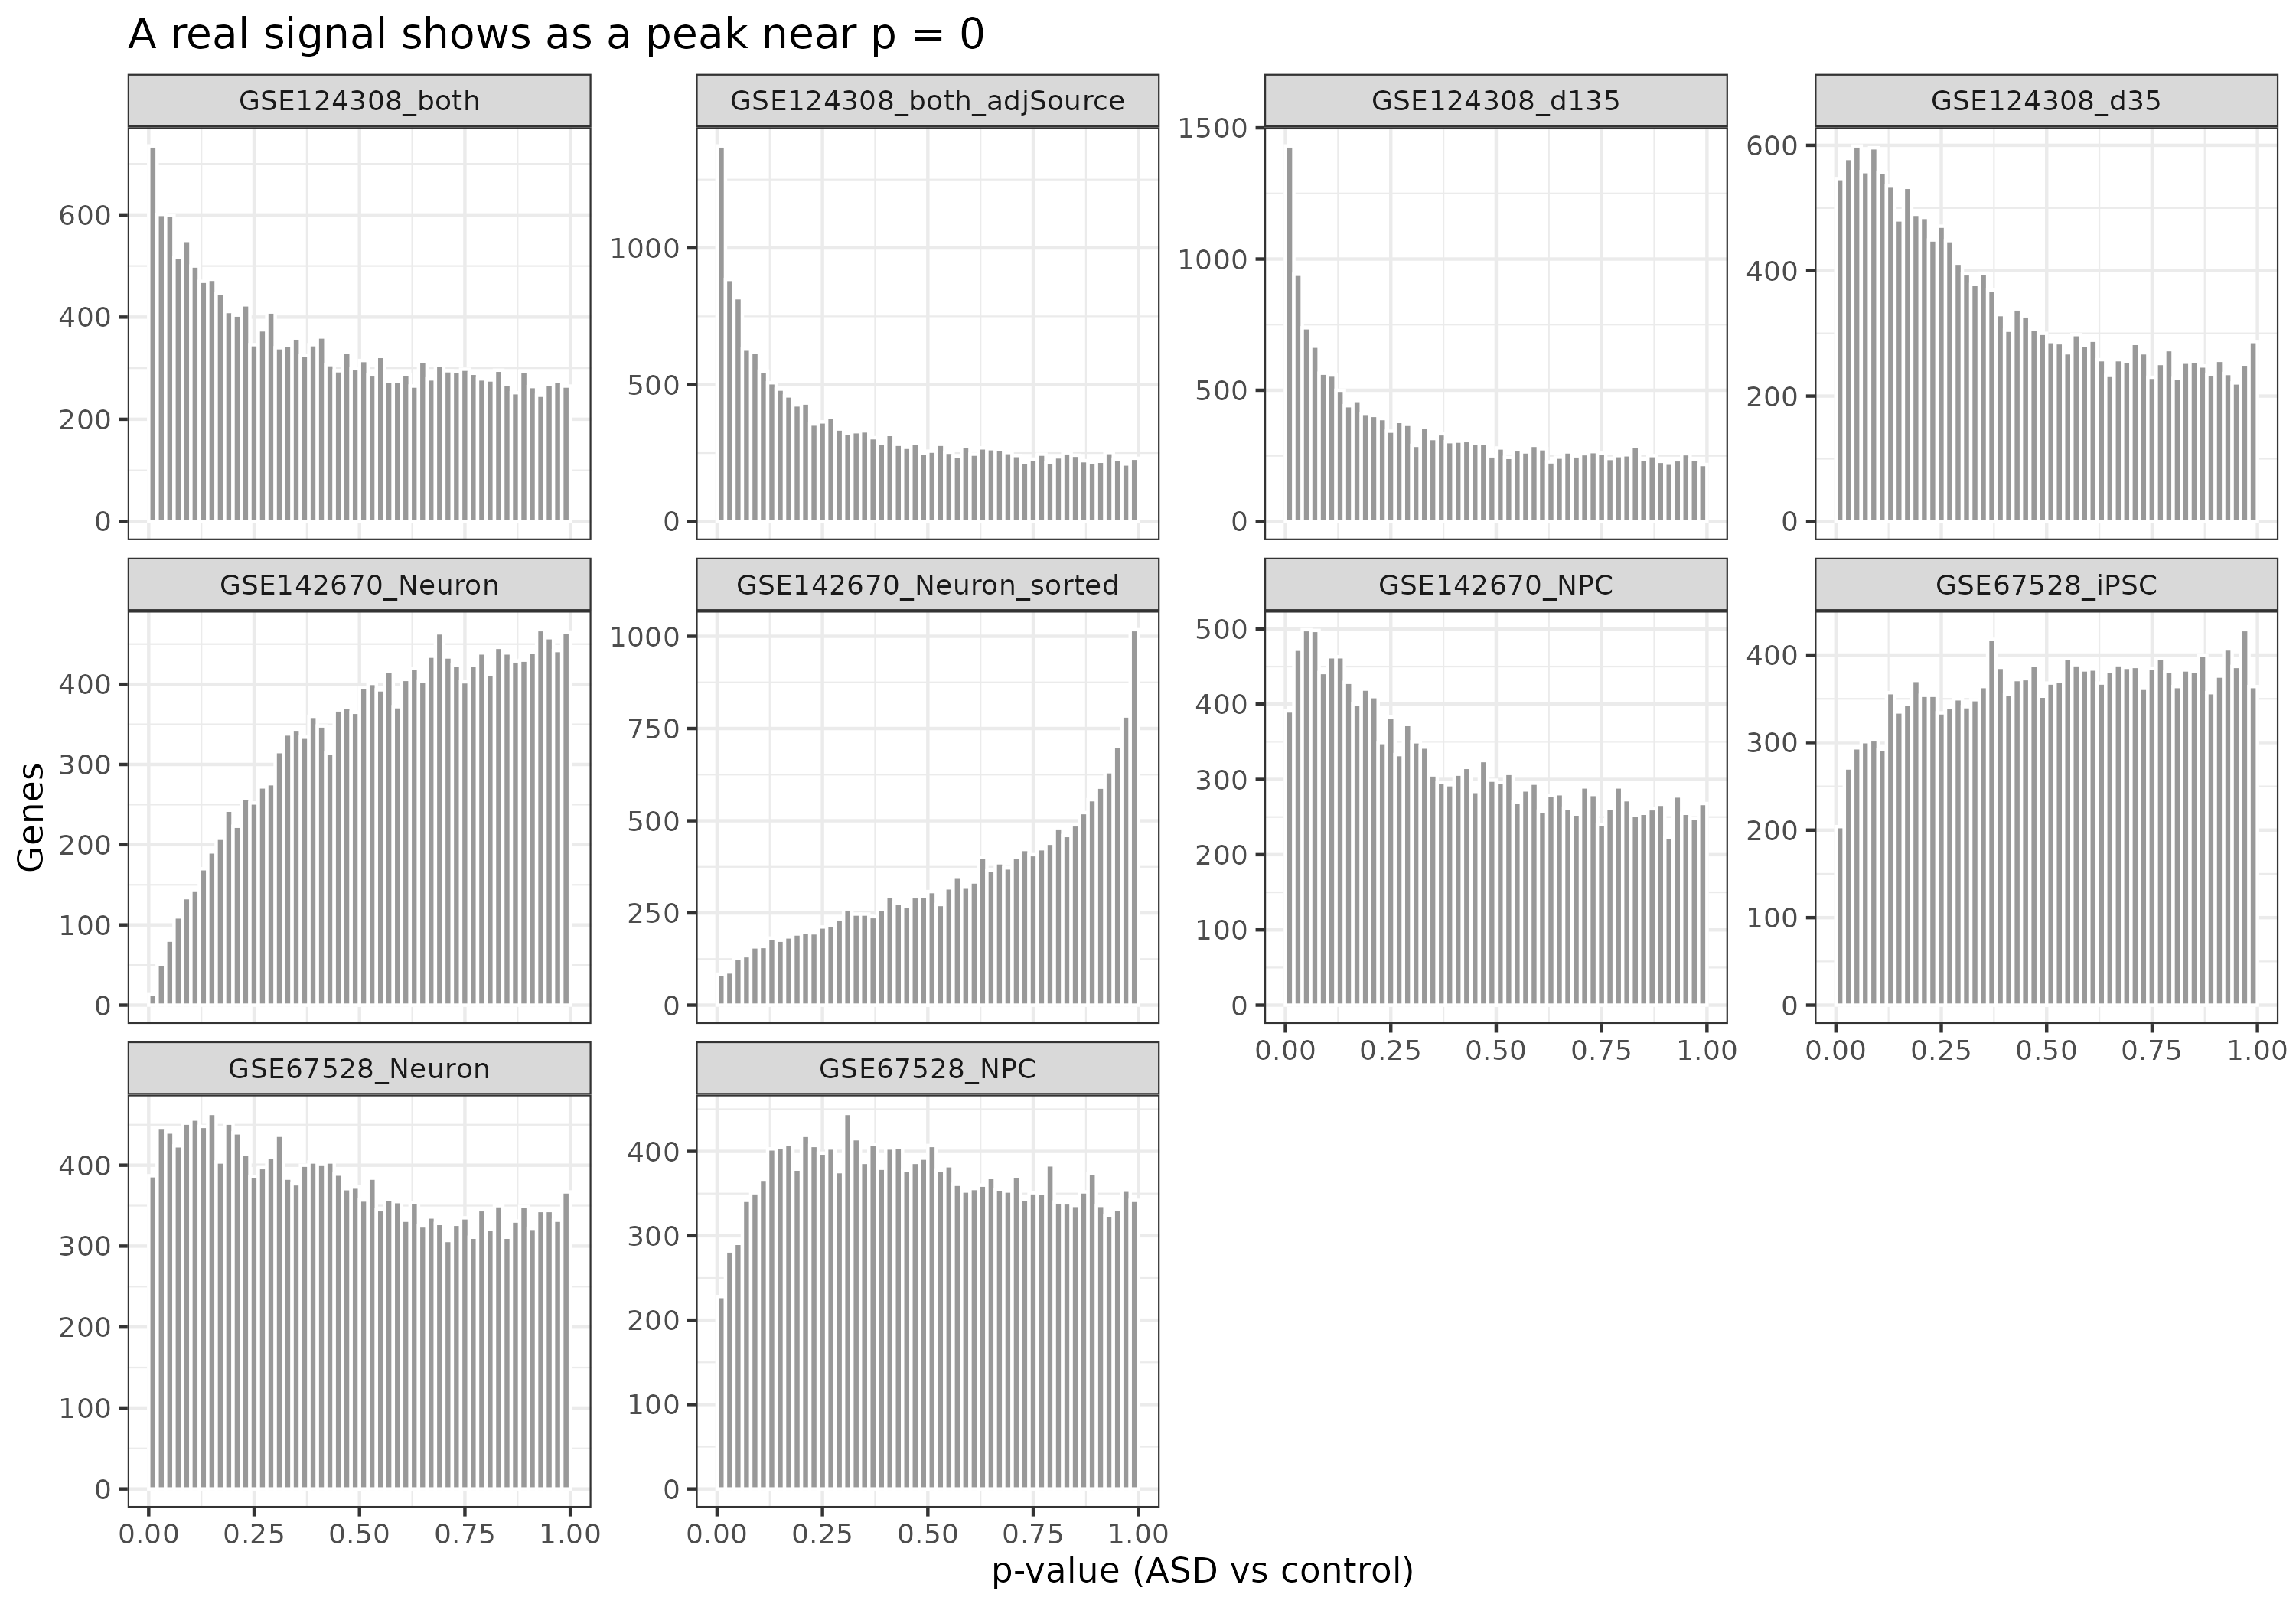 A real signal shows as a peak near p = 0
GSE124308_both
GSE124308_both_adjSource
GSE124308_d135
GSE124308_d35
600
400
200
0
1000
500
0
1500
1000
500
0
600
400
200
0
GSE142670_Neuron
GSE142670_Neuron_sorted
GSE142670_NPC
GSE67528_iPSC
400
300
200
100
0
1000
750
500
250
0
500
400
300
200
100
0
400
300
200
100
0
0.00 0.25 0.50 0.75 1.00
0.00 0.25 0.50 0.75 1.00
Genes
GSE67528_Neuron
GSE67528_NPC
400
300
200
100
0
400
300
200
100
0
0.00 0.25 0.50 0.75 1.00
0.00 0.25 0.50 0.75 1.00
p-value (ASD vs control)